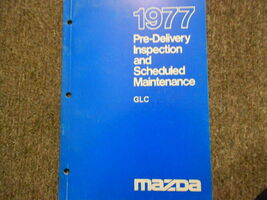 1977
Pre-Delivery
Inspection
and
Scheduled
Maintenance
GLC
mazda